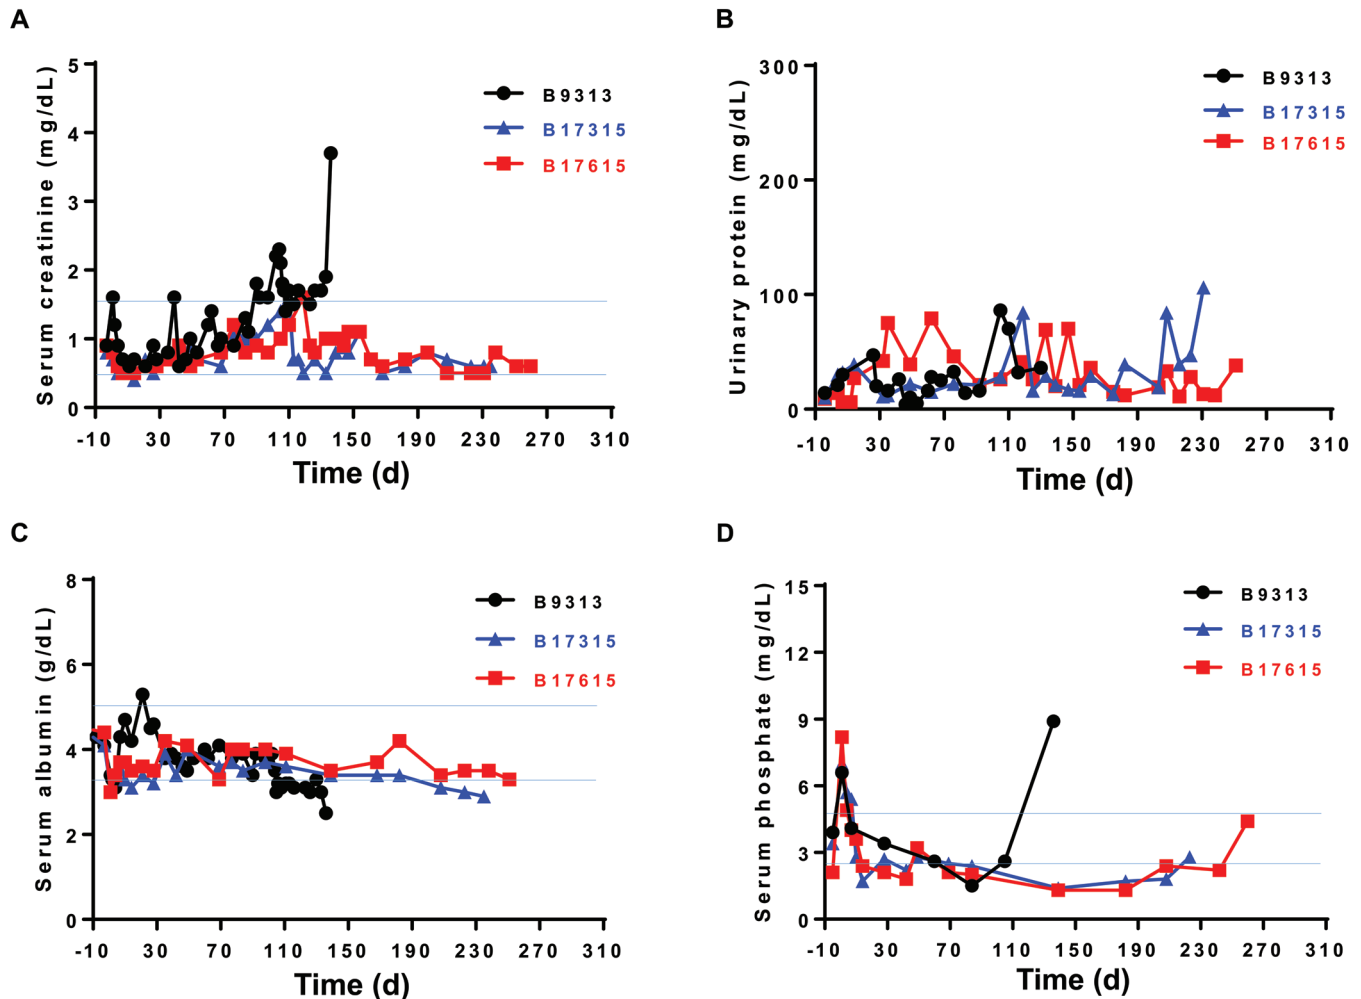 A
Serum creatinine (mg/dL)
5
4
3
2
1
0
-10 30 70 110 150 190 230 270 310
Time (d)
B9313
B17315
B17615
B
Urinary protein (mg/dL)
300
200
100
0
-10 30 70 110 150 190 230 270 310
Time (d)
B9313
B17315
B17615
C
Serum albumin (g/dL)
8
6
4
2
0
-10 30 70 110 150 190 230 270 310
Time (d)
B9313
B17315
B17615
D
Serum phosphate (mg/dL)
15
12
9
6
3
0
-10 30 70 110 150 190 230 270 310
Time (d)
B9313
B17315
B17615